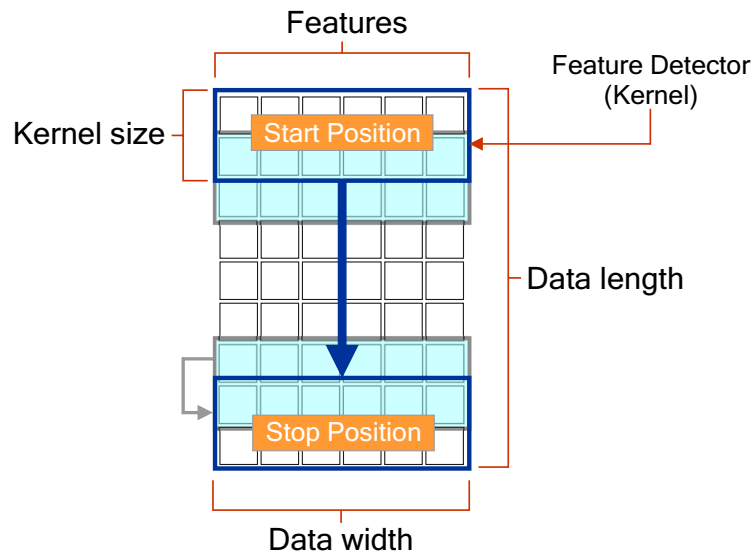 Features
Feature Detector
(Kernel)
Kernel size
Start Position
Data length
Stop Position
Data width